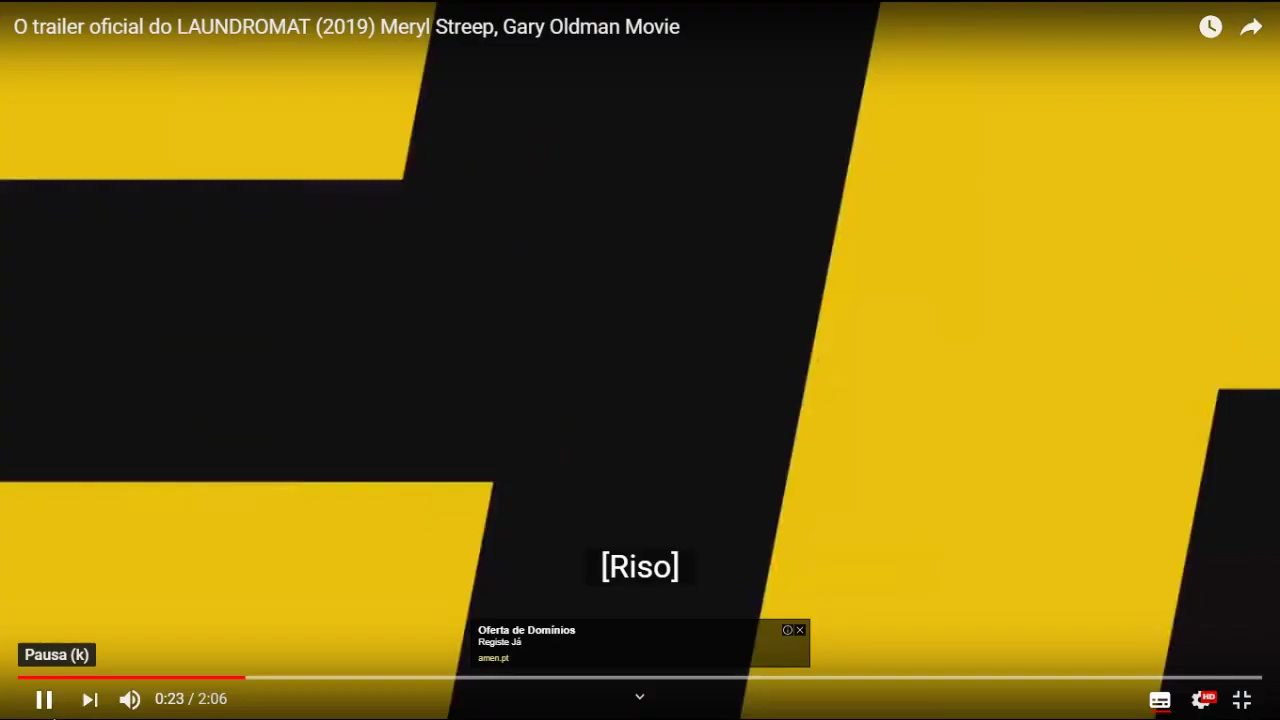 O trailer oficial do LAUNDROMAT (2019) Meryl Streep, Gary Oldman Movie
[Riso]
Oferta de Domínios
Registe Já
amen.pt
Pausa (k)
0:23 / 2:06
HD